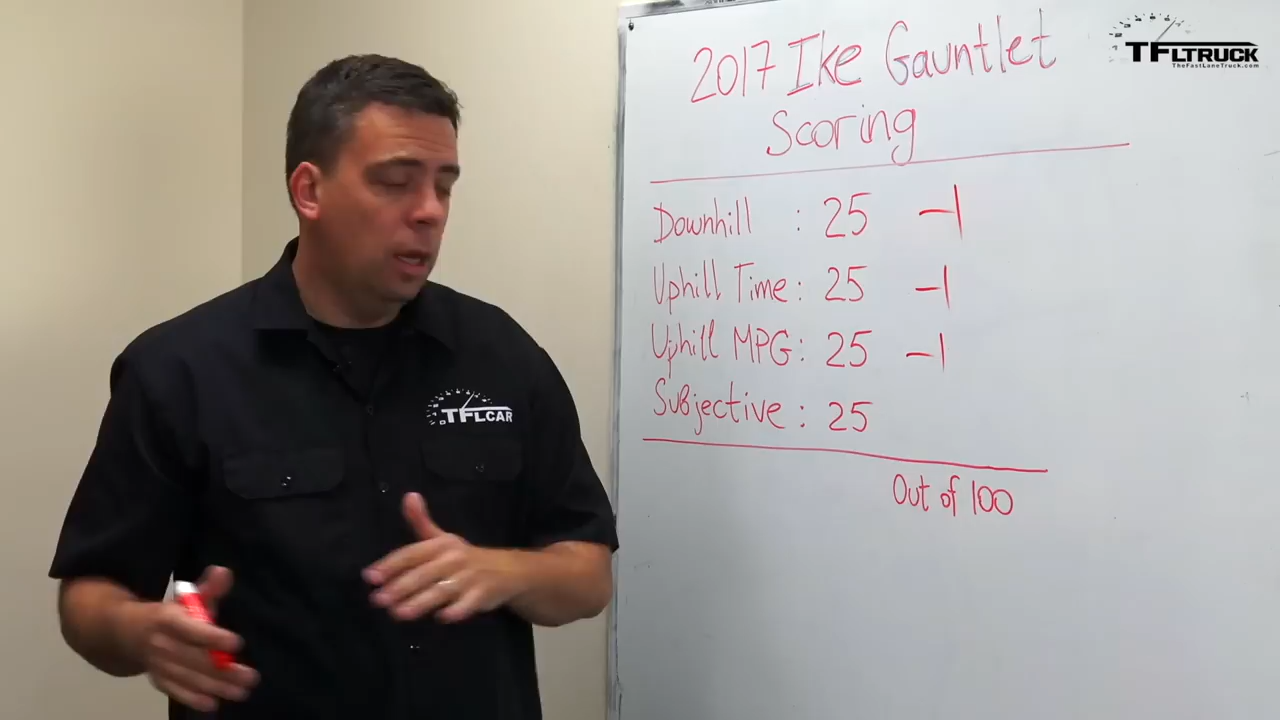 2017 Ike Gauntlet
Scoring
Downhill : 25 -1
Uphill Time: 25 -1
Uphill MPG: 25 -1
Subjective: 25
Out of 100
TFLTRUCK
TheFastLaneTruck.com
TFLCAR